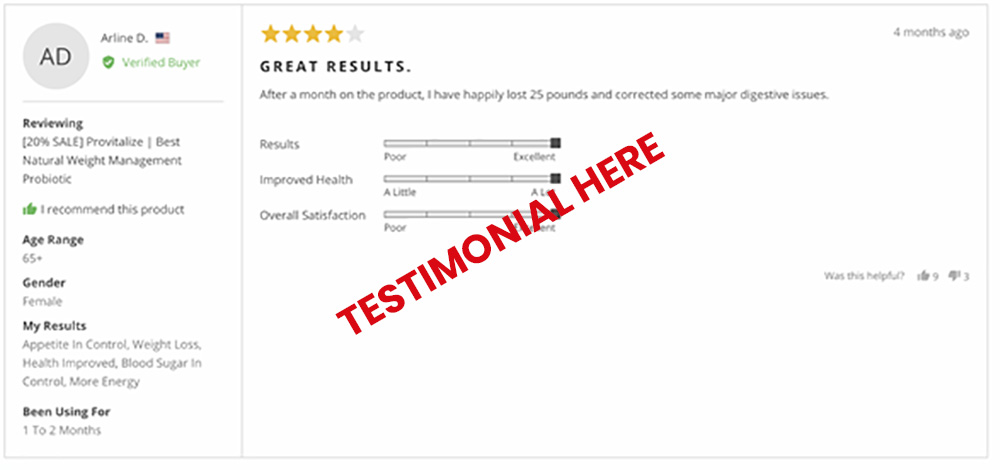 AD
Arline D.
Verified Buyer
Reviewing
[20% SALE] Provitalize | Best
Natural Weight Management
Probiotic
I recommend this product
Age Range
65+
Gender
Female
My Results
Appetite In Control, Weight Loss,
Health Improved, Blood Sugar In
Control, More Energy
Been Using For
1 To 2 Months
4 months ago
GREAT RESULTS.
After a month on the product, I have happily lost 25 pounds and corrected some major digestive issues.
Results
Poor Excellent
Improved Health
A Little A
Overall Satisfaction
Poor
TESTIMONIAL HERE
Was this helpful? 9 3